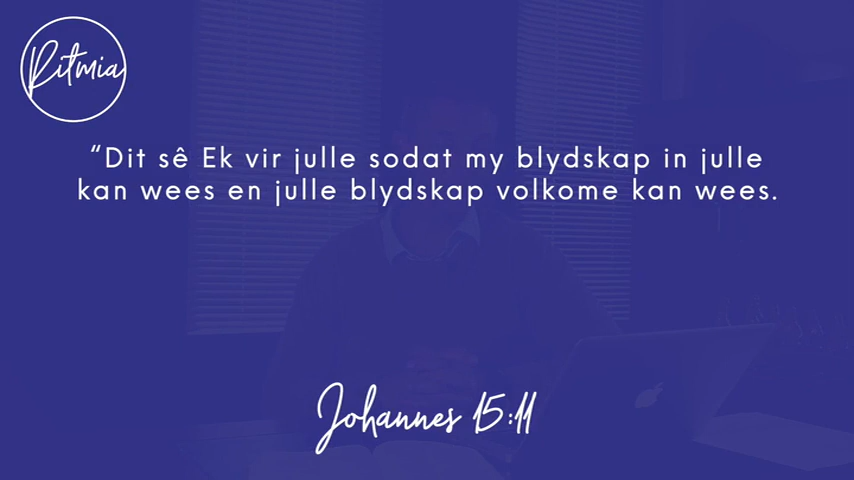 Ritmia
“Dit sê Ek vir julle sodat my blydskap in julle
kan wees en julle blydskap volkome kan wees.
Johannes 15:11